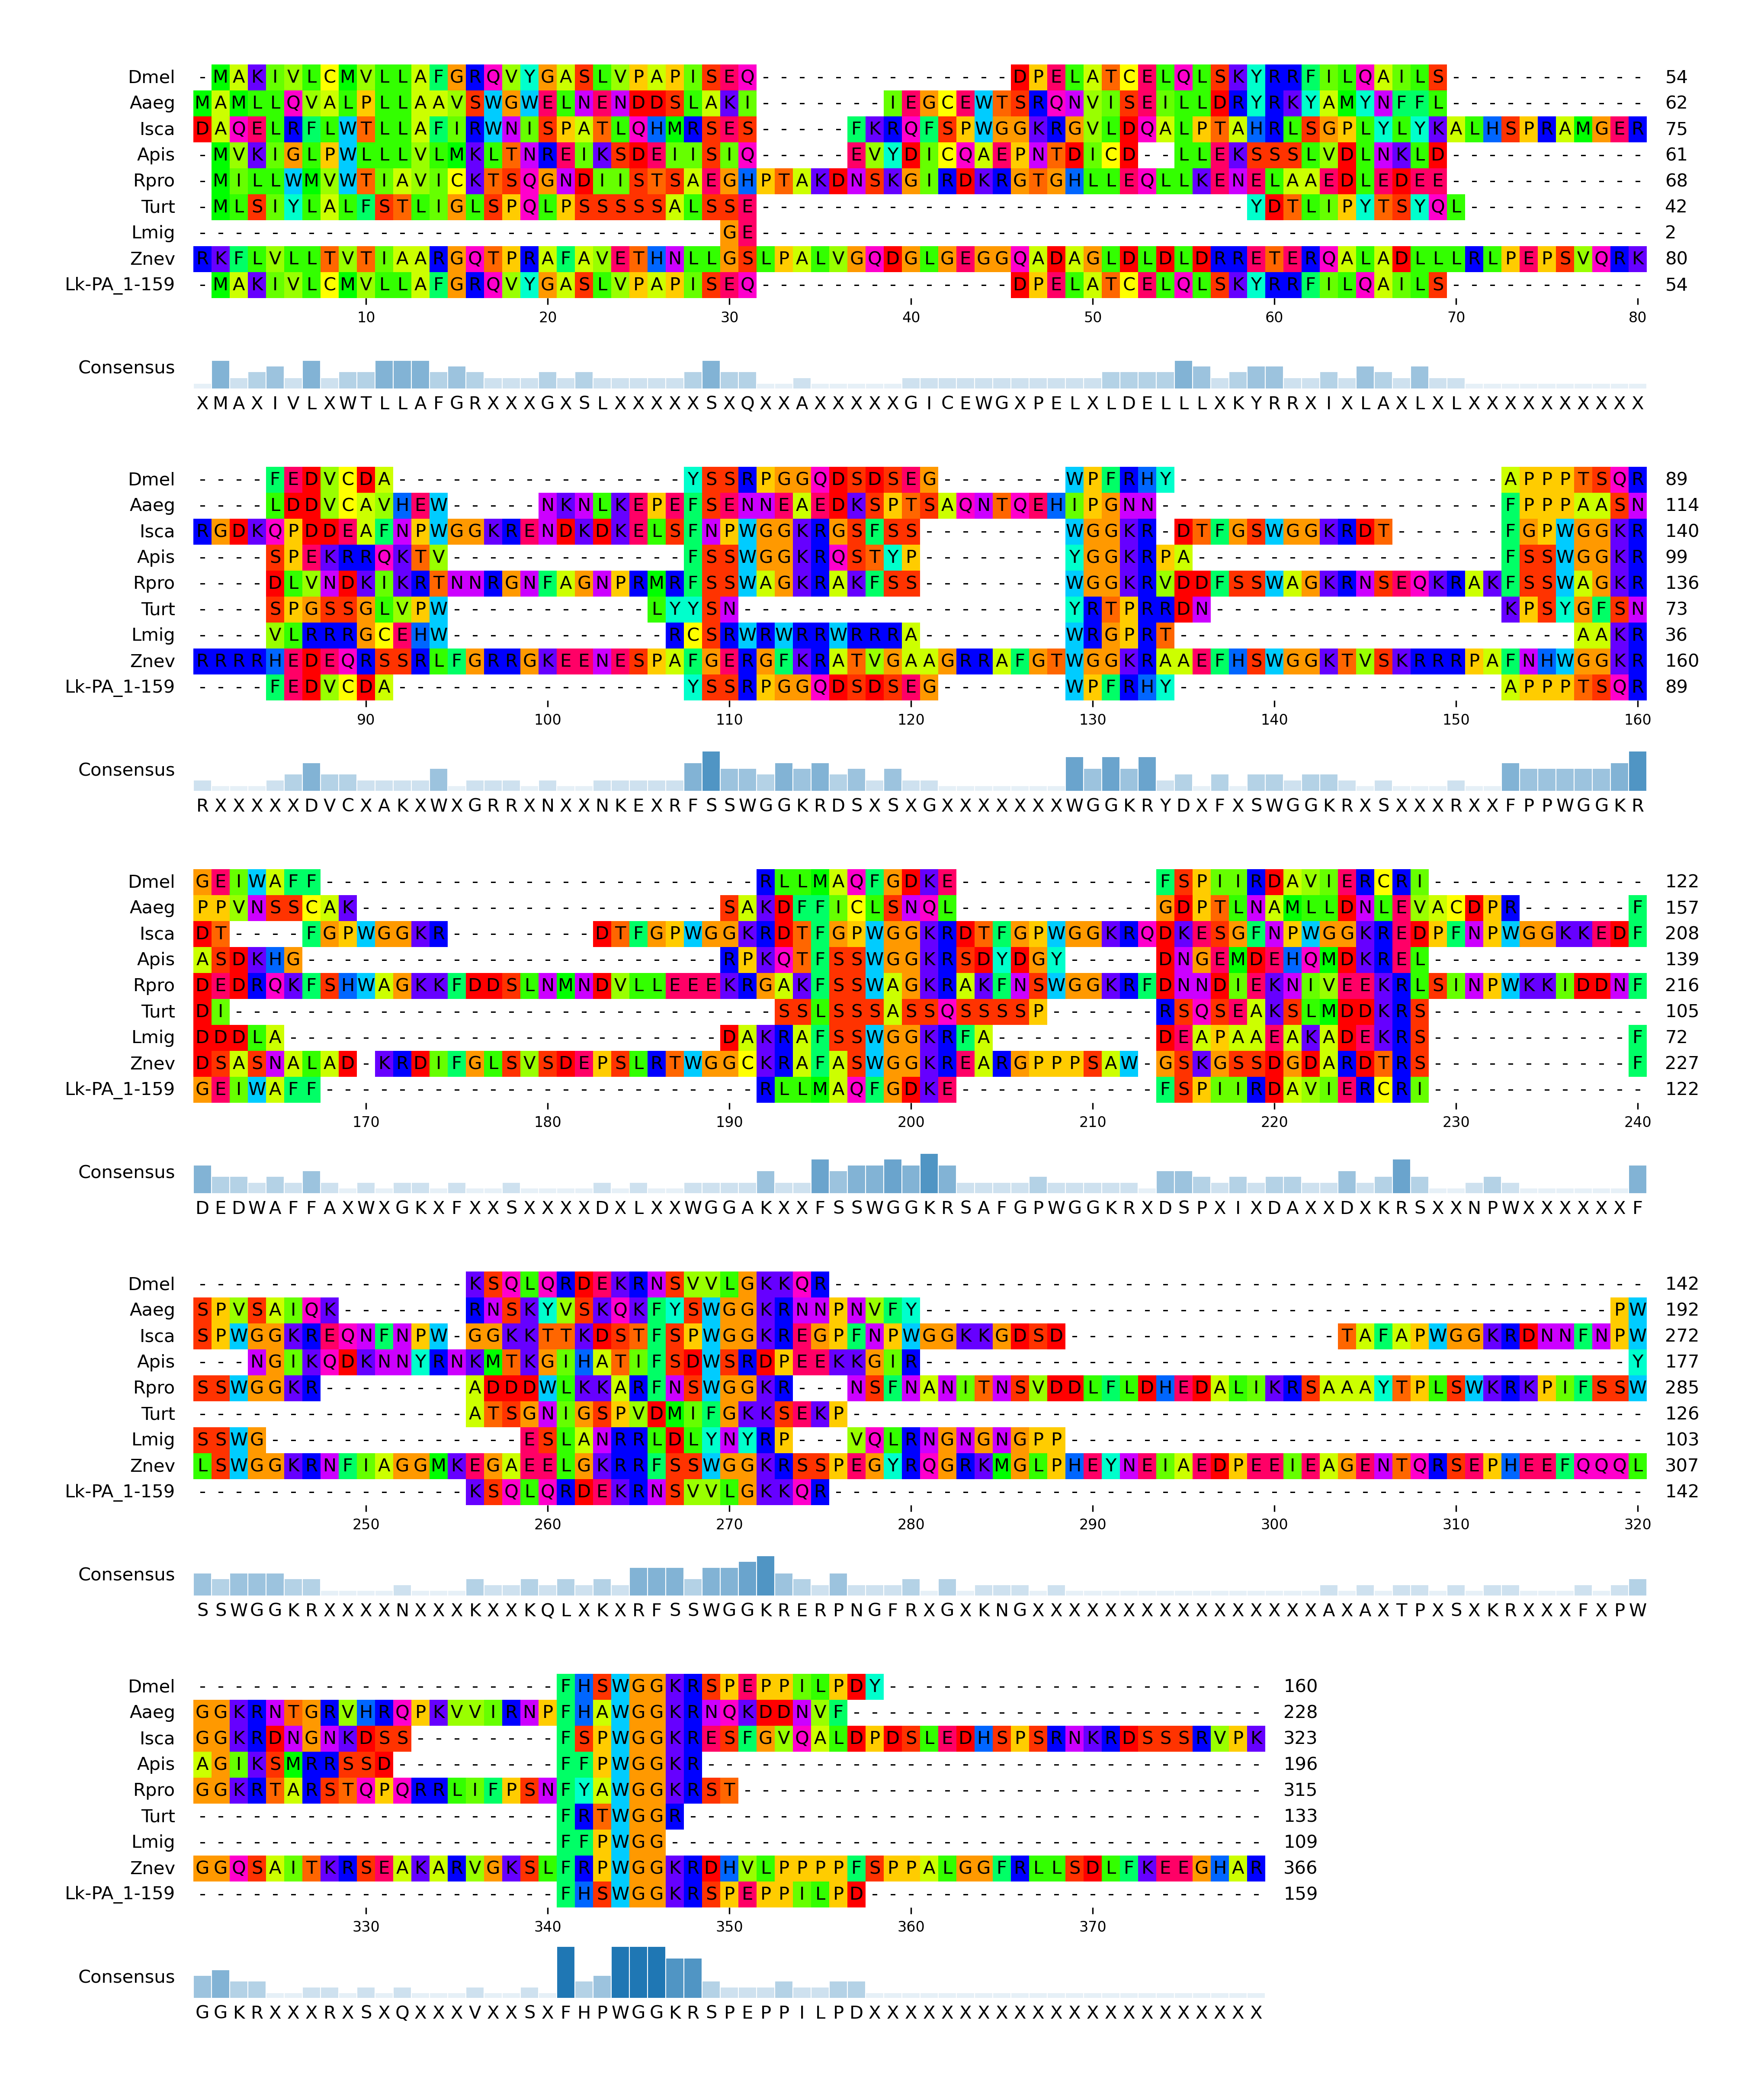 Dmel -MAKIVLCMVLLAFGRQVYGASLVPAPISEQ--------------DPELATCELQLSKYRRFILQAILS----------- 54
Aaeg MAMLLQVALPLLAAVSWGWELNENDDSLAKI-------IEGCEWTSRQNVISEILLDRYRKYAMYNFFL----------- 62
Isca DAQELRFLWTLLAFIRWNISPATLQHMRSES-----FKRQFSPWGGKRGVLDQALPTAHRLSGPLYLYKALHSPRAMGER 75
Apis -MVKIGLPWLLLVLMKLTNREIKSDEIISIQ-----EVYDICQAEPNTDICD--LLEKSSSLVDLNKLD----------- 61
Rpro -MILLWMVWTIAVICKTSQGNDIISTSAEGHPTAKDNSKGIRDKRGTGHLLEQLLKENELAAEDLEDEE----------- 68
Turt -MLSIYLALFSTLIGLSPQLPSSSSSALSSE---------------------------YDTLIPYTSYQL---------- 42
Lmig -----------------------------GE------------------------------------------------- 2
Znev RKFLVLLTVTIAARGQTPRAFAVETHNLLGSLPALVGQDGLGEGGQADAGLDLDLDRRETERQALADLLLRLPEPSVQRK 80
Lk-PA_1-159 -MAKIVLCMVLLAFGRQVYGASLVPAPISEQ--------------DPELATCELQLSKYRRFILQAILS----------- 54
10 20 30 40 50 60 70 80
Consensus
XMAXIVLXWTLLAFGRXXXGXSLXXXXXSXQXXAXXXXXGICEWGXPELXLDELLLXKYRRXIXLAXLXLXXXXXXXXXX
Dmel ----FEDVCDA----------------YSSRPGGQDSDSEG-------WPFRHY------------------APPPTSQR 89
Aaeg ----LDDVCAVHEW-----NKNLKEPEFSENNEAEDKSPTSAQNTQEHIPGNN-------------------FPPPAASN 114
Isca RGDKQPDDEAFNPWGGKRENDKDKELSFNPWGGKRGSFSS--------WGGKR-DTFGSWGGKRDT------FGPWGGKR 140
Apis ----SPEKRRQKTV-------------FSSWGGKRQSTYP--------YGGKRPA-----------------FSSWGGKR 99
Rpro ----DLVNDKIKRTNNRGNFAGNPRMRFSSWAGKRAKFSS--------WGGKRVDDFSSWAGKRNSEQKRAKFSSWAGKR 136
Turt ----SPGSSGLVPW-----------LYYSN------------------YRTPRRDN----------------KPSYGFSN 73
Lmig ----VLRRRGCEHW------------RCSRWRWRRWRRRA--------WRGPRT----------------------AAKR 36
Znev RRRRHEDEQRSSRLFGRRGKEENESPAFGERGFKRATVGAAGRRAFGTWGGKRAAEFHSWGGKTVSKRRRPAFNHWGGKR 160
Lk-PA_1-159 ----FEDVCDA----------------YSSRPGGQDSDSEG-------WPFRHY------------------APPPTSQR 89
90 100 110 120 130 140 150 160
Consensus
RXXXXXDVCXAKXWXGRRXNXXNKEXRFSSWGGKRDSXSXGXXXXXXXWGGKRYDXFXSWGGKRXSXXXRXXFPPWGGKR
Dmel GEIWAFF------------------------RLLMAQFGDKE-----------FSPIIRDAVIERCRI------------ 122
Aaeg PPVNSSCAK--------------------SAKDFFICLSNQL-----------GDPTLNAMLLDNLEVACDPR------F 157
Isca DT----FGPWGGKR--------DTFGPWGGKRDTFGPWGGKRDTFGPWGGKRQDKESGFNPWGGKREDPFNPWGGKKEDF 208
Apis ASDKHG-----------------------RPKQTFSSWGGKRSDYDGY-----DNGEMDEHQMDKREL------------ 139
Rpro DEDRQKFSHWAGKKFDDSLNMNDVLLEEEKRGAKFSSWAGKRAKFNSWGGKRFDNNDIEKNIVEEKRLSINPWKKIDDNF 216
Turt DI------------------------------SSLSSSASSQSSSSP------RSQSEAKSLMDDKRS------------ 105
Lmig DDDLA------------------------DAKRAFSSWGGKRFA---------DEAPAAEAKADEKRS-----------F 72
Znev DSASNALAD-KRDIFGLSVSDEPSLRTWGGCKRAFASWGGKREARGPPPSAW-GSKGSSDGDARDTRS-----------F 227
Lk-PA_1-159 GEIWAFF------------------------RLLMAQFGDKE-----------FSPIIRDAVIERCRI------------ 122
170 180 190 200 210 220 230 240
Consensus
DEDWAFFAXWXGKXFXXSXXXXDXLXXWGGAKXXFSSWGGKRSAFGPWGGKRXDSPXIXDAXXDXKRSXXNPWXXXXXXF
Dmel ---------------KSQLQRDEKRNSVVLGKKQR--------------------------------------------- 142
Aaeg SPVSAIQK-------RNSKYVSKQKFYSWGGKRNNPNVFY--------------------------------------PW 192
Isca SPWGGKREQNFNPW-GGKKTTKDSTFSPWGGKREGPFNPWGGKKGDSD---------------TAFAPWGGKRDNNFNPW 272
Apis ---NGIKQDKNNYRNKMTKGIHATIFSDWSRDPEEKKGIR---------------------------------------Y 177
Rpro SSWGGKR--------ADDDWLKKARFNSWGGKR---NSFNANITNSVDDLFLDHEDALIKRSAAAYTPLSWKRKPIFSSW 285
Turt ---------------ATSGNIGSPVDMIFGKKSEKP-------------------------------------------- 126
Lmig SSWG--------------ESLANRRLDLYNYRP---VQLRNGNGNGPP-------------------------------- 103
Znev LSWGGKRNFIAGGMKEGAEELGKRRFSSWGGKRSSPEGYRQGRKMGLPHEYNEIAEDPEEIEAGENTQRSEPHEEFQQQL 307
Lk-PA_1-159 ---------------KSQLQRDEKRNSVVLGKKQR--------------------------------------------- 142
250 260 270 280 290 300 310 320
Consensus
SSWGGKRXXXXNXXXKXXKQLXKXRFSSWGGKRERPNGFRXGXKNGXXXXXXXXXXXXXXXXAXAXTPXSXKRXXXFXPW
Dmel --------------------FHSWGGKRSPEPPILPDY--------------------- 160
Aaeg GGKRNTGRVHRQPKVVIRNPFHAWGGKRNQKDDNVF----------------------- 228
Isca GGKRDNGNKDSS--------FSPWGGKRESFGVQALDPDSLEDHSPSRNKRDSSSRVPK 323
Apis AGIKSMRRSSD---------FFPWGGKR------------------------------- 196
Rpro GGKRTARSTQPQRRLIFPSNFYAWGGKRST----------------------------- 315
Turt --------------------FRTWGGR-------------------------------- 133
Lmig --------------------FFPWGG--------------------------------- 109
Znev GGQSAITKRSEAKARVGKSLFRPWGGKRDHVLPPPPFSPPALGGFRLLSDLFKEEGHAR 366
Lk-PA_1-159 --------------------FHSWGGKRSPEPPILPD---------------------- 159
330 340 350 360 370
Consensus
GGKRXXXRXSXQXXXVXXSXFHPWGGKRSPEPPILPDXXXXXXXXXXXXXXXXXXXXXX